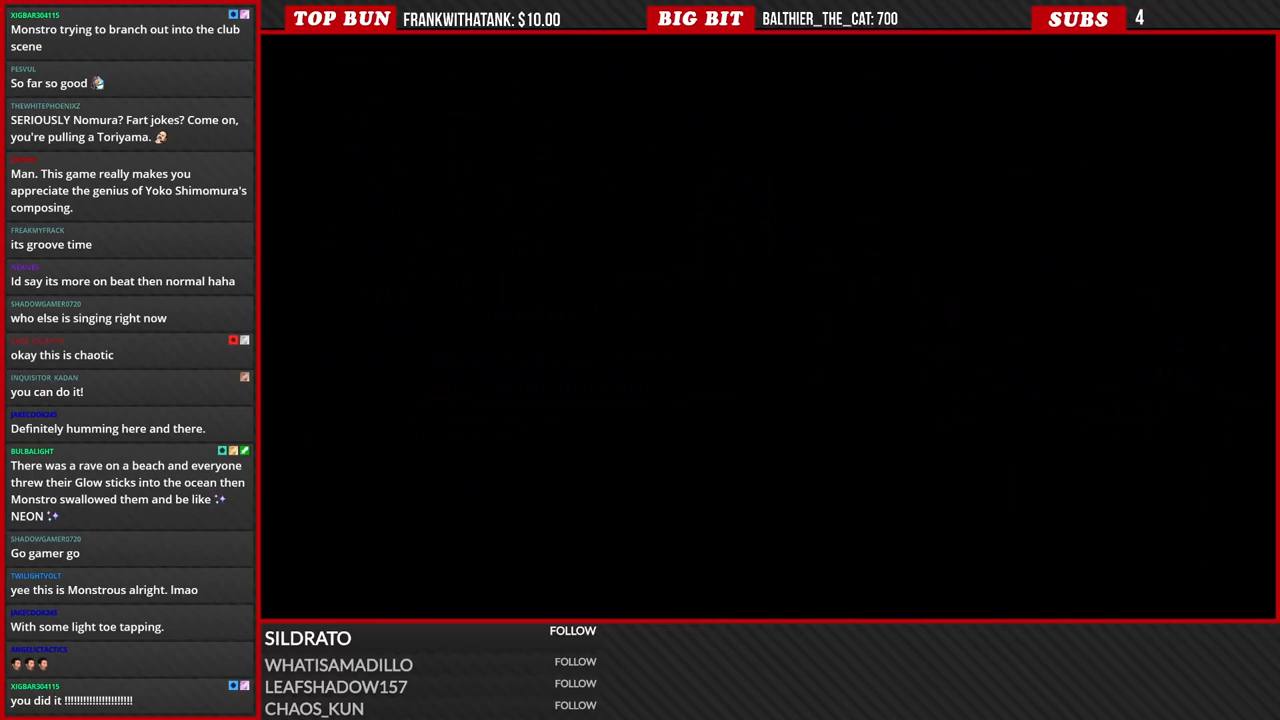 TOP BUN FRANKWITHATANK: $10.00 BIG BIT BALTHIER_THE_CAT: 700 SUBS 4
XIGBAR304115
Monstro trying to branch out into the club
scene
PESVUL
So far so good
THEWHITEPHOENIXZ
SERIOUSLY Nomura? Fart jokes? Come on,
you're pulling a Toriyama.
Man. This game really makes you
appreciate the genius of Yoko Shimomura's
composing.
FREAKMYFRACK
its groove time
Id say its more on beat then normal haha
SHADOWGAMER0720
who else is singing right now
okay this is chaotic
INQUISITOR_KADAN
you can do it!
JAKECOOK245
Definitely humming here and there.
BULBALIGHT
There was a rave on a beach and everyone
threw their Glow sticks into the ocean then
Monstro swallowed them and be like ✨
NEON ✨
SHADOWGAMER0720
Go gamer go
TWILIGHTVOLT
yee this is Monstrous alright. lmao
JAKECOOK245
With some light toe tapping.
ANGELICTACTICS
XIGBAR304115
you did it !!!!!!!!!!!!!!!!!!!!!!
SILDRATO FOLLOW
WHATISAMADILLO FOLLOW
LEAFSHADOW157 FOLLOW
CHAOS_KUN FOLLOW